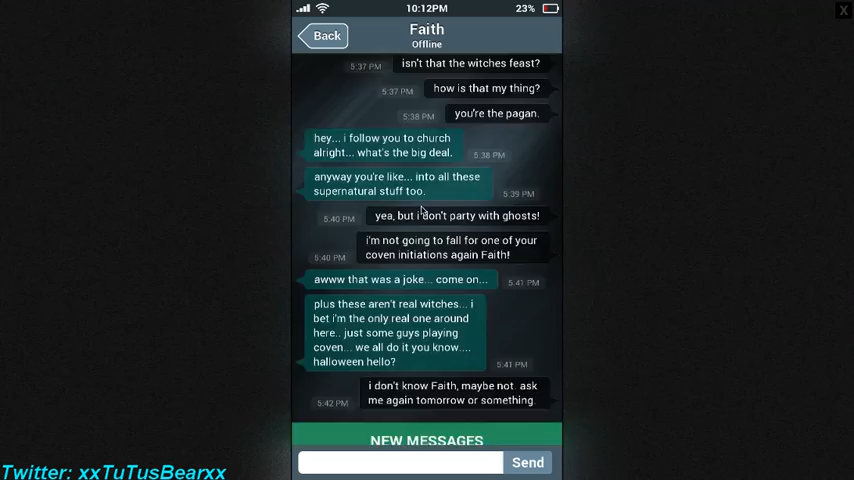 10:12PM
23%
X
Back
Faith
Offline
isn't that the witches feast?
5:37 PM
how is that my thing?
5:37 PM
you're the pagan.
5:38 PM
hey... i follow you to church
alright... what's the big deal.
5:38 PM
anyway you're like... into all these
supernatural stuff too.
5:39 PM
yea, but i don't party with ghosts!
5:40 PM
i'm not going to fall for one of your
coven initiations again Faith!
5:40 PM
awww that was a joke... come on...
5:41 PM
plus these aren't real witches... i
bet i'm the only real one around
here.. just some guys playing
coven... we all do it you know....
halloween hello?
5:41 PM
i don't know Faith, maybe not. ask
me again tomorrow or something.
5:42 PM
NEW MESSAGES
Send
Twitter: xxTuTusBearxx